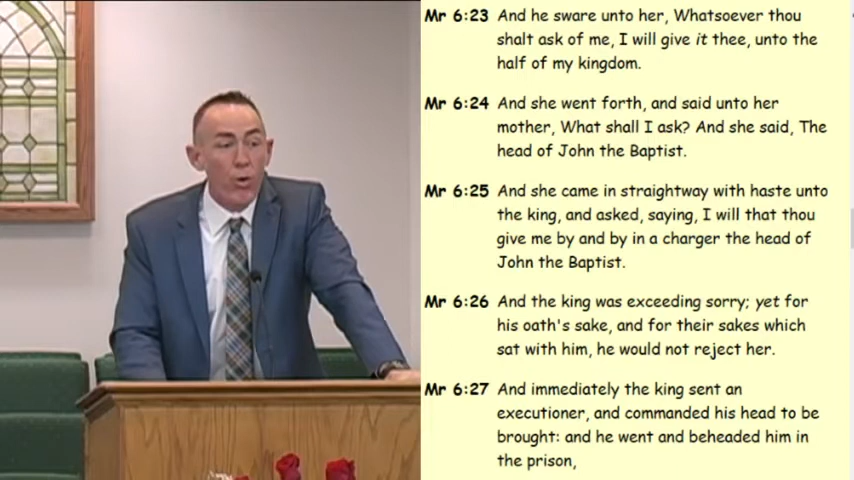 Mr 6:23 And he sware unto her, Whatsoever thou
shalt ask of me, I will give it thee, unto the
half of my kingdom.
Mr 6:24 And she went forth, and said unto her
mother, What shall I ask? And she said, The
head of John the Baptist.
Mr 6:25 And she came in straightway with haste unto
the king, and asked, saying, I will that thou
give me by and by in a charger the head of
John the Baptist.
Mr 6:26 And the king was exceeding sorry; yet for
his oath's sake, and for their sakes which
sat with him, he would not reject her.
Mr 6:27 And immediately the king sent an
executioner, and commanded his head to be
brought: and he went and beheaded him in
the prison,